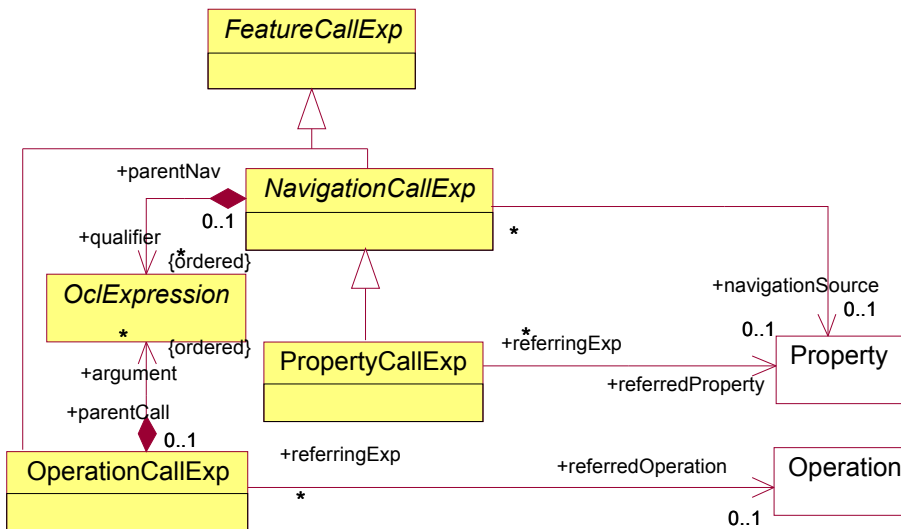 FeatureCallExp
+parentNav
NavigationCallExp
0..1
*
+qualifier
*
{ordered}
OclExpression
+navigationSource
0..1
*
{ordered}
*
+referringExp
0..1
Property
PropertyCallExp
+argument
+referredProperty
+parentCall
0..1
OperationCallExp
+referringExp
*
+referredOperation
0..1
Operation